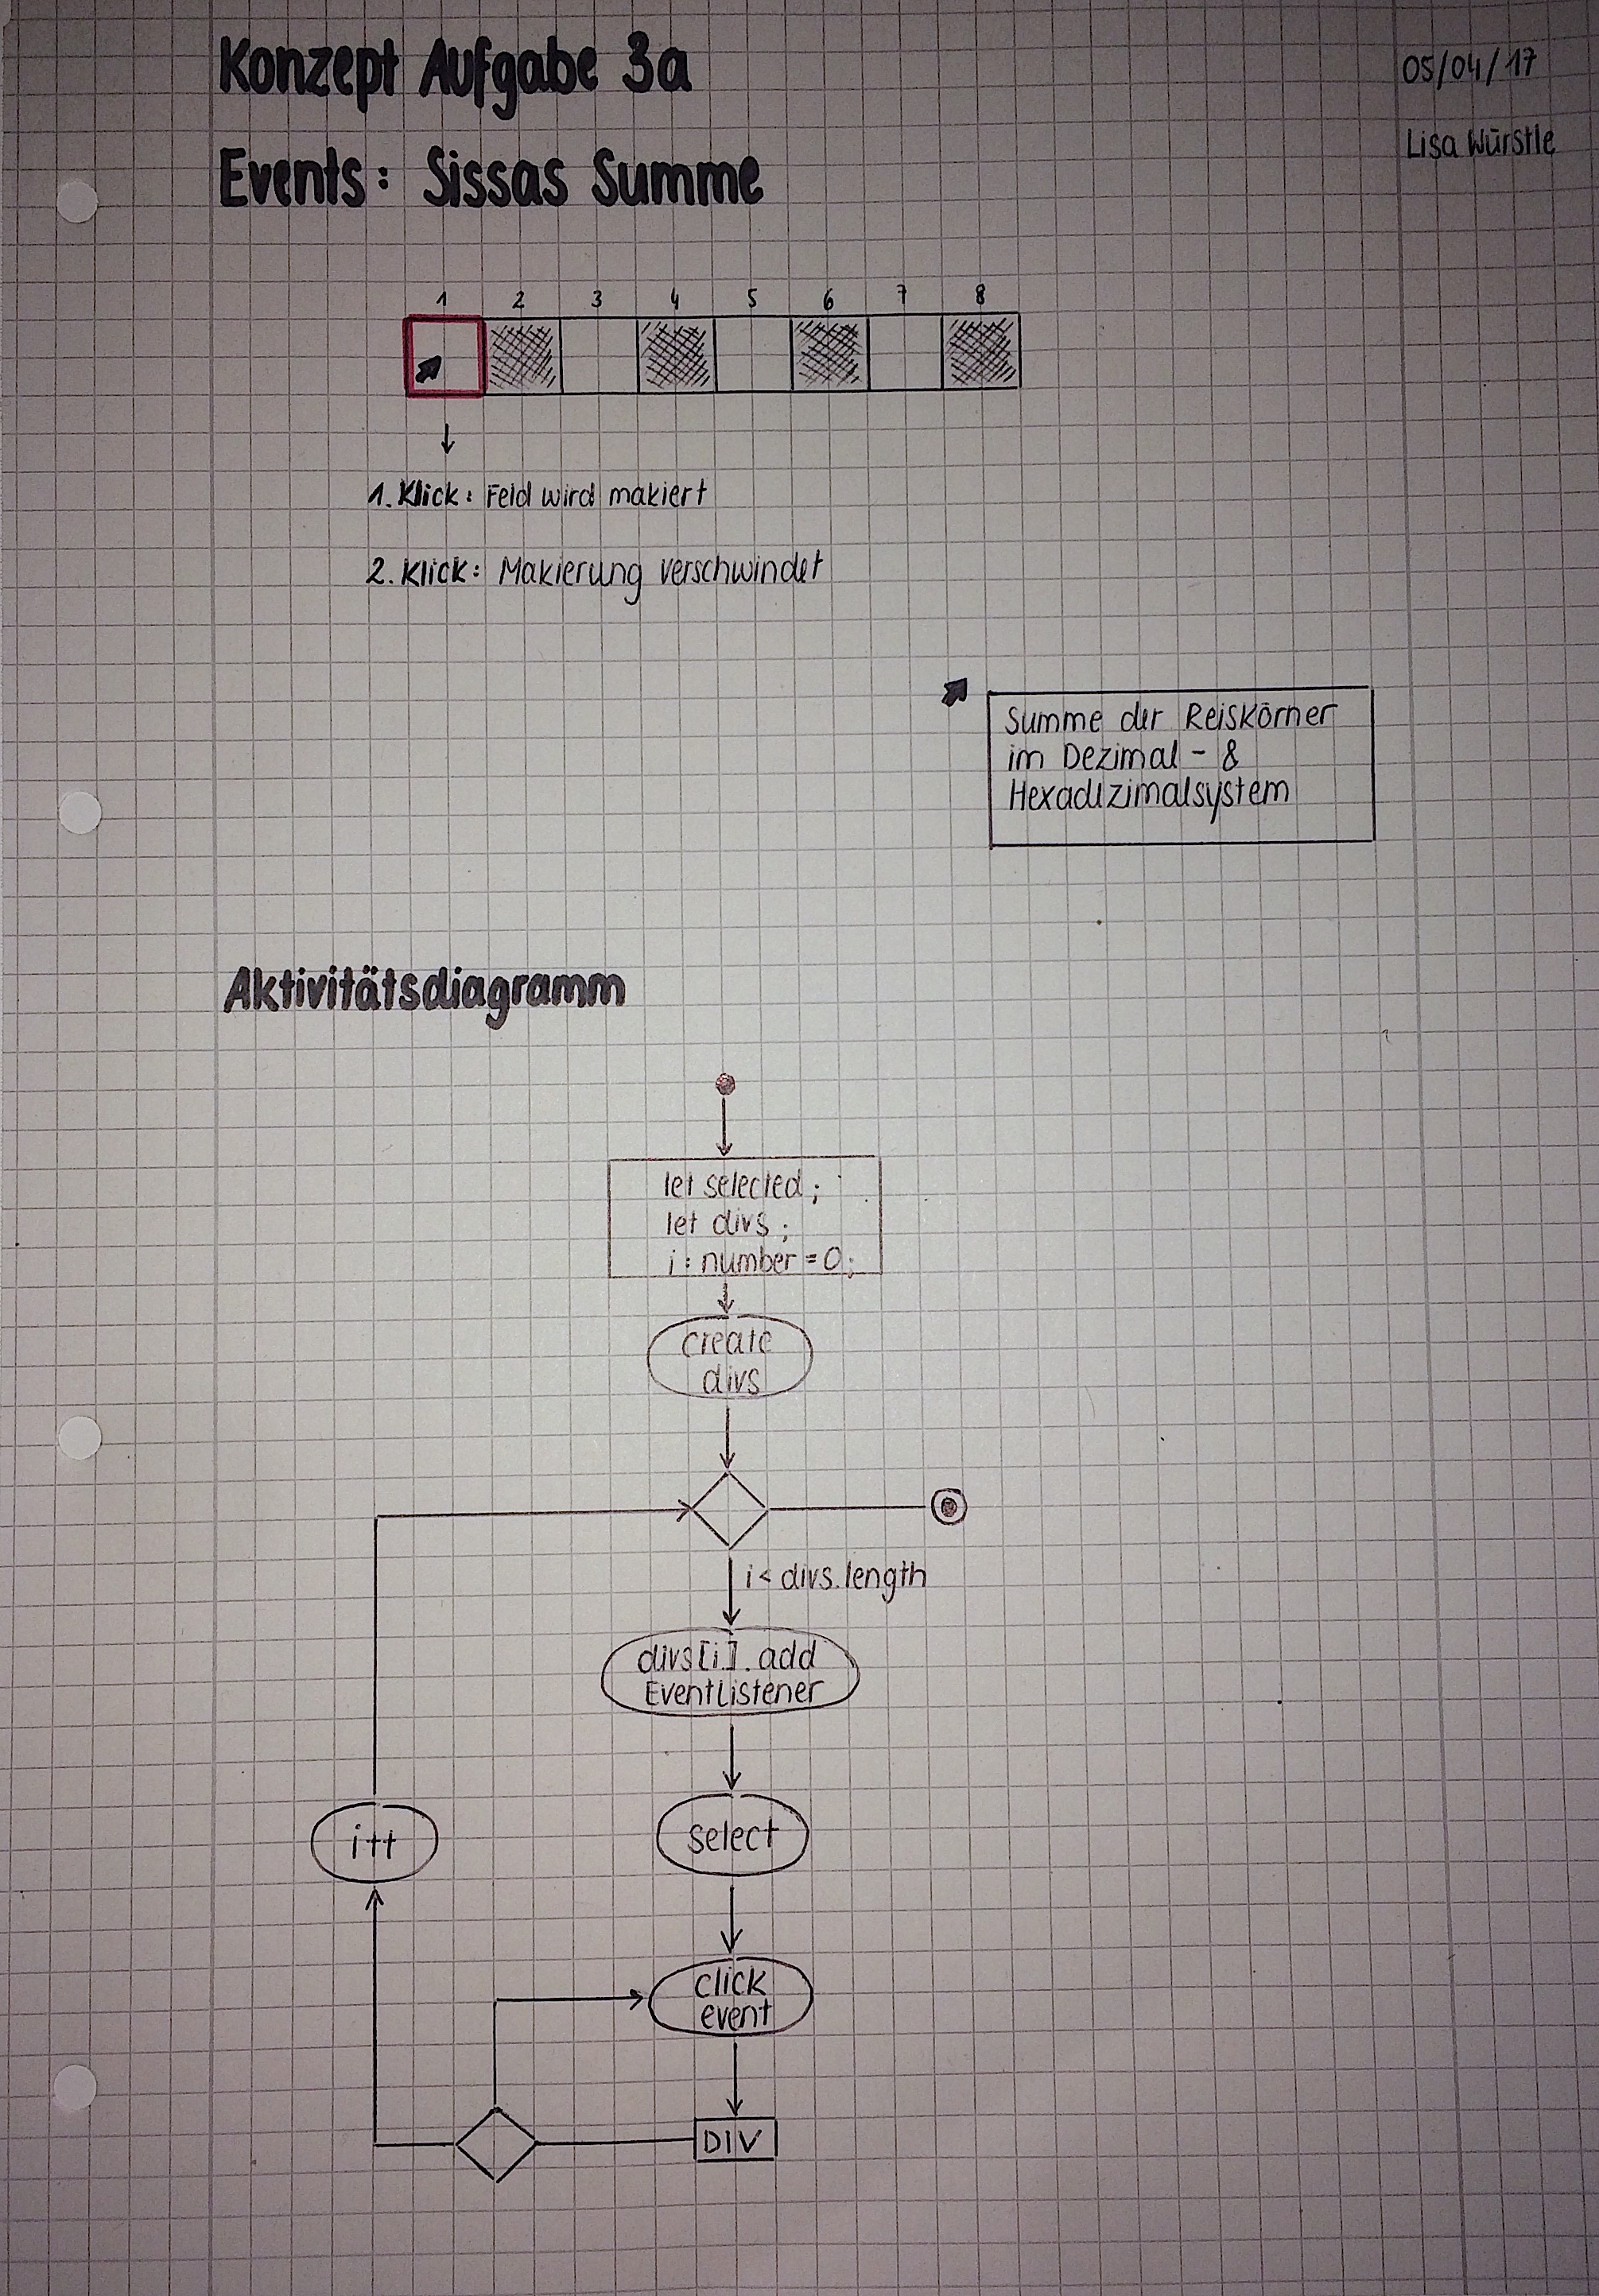 Konzept Aufgabe 3a
05/04/17
Events: Sissas Summe
Lisa Würstle
1 2 3 4 5 6 7 8
1. Klick: Feld wird makiert
2. Klick: Makierung verschwindet
Summe der Reiskörner
im Dezimal- &
Hexadezimalsystem
Aktivitätsdiagramm
let selected;
let divs;
i: number = 0;
create
divs
i < divs.length
divs[i].add
EventListener
i++
select
click
event
DIV